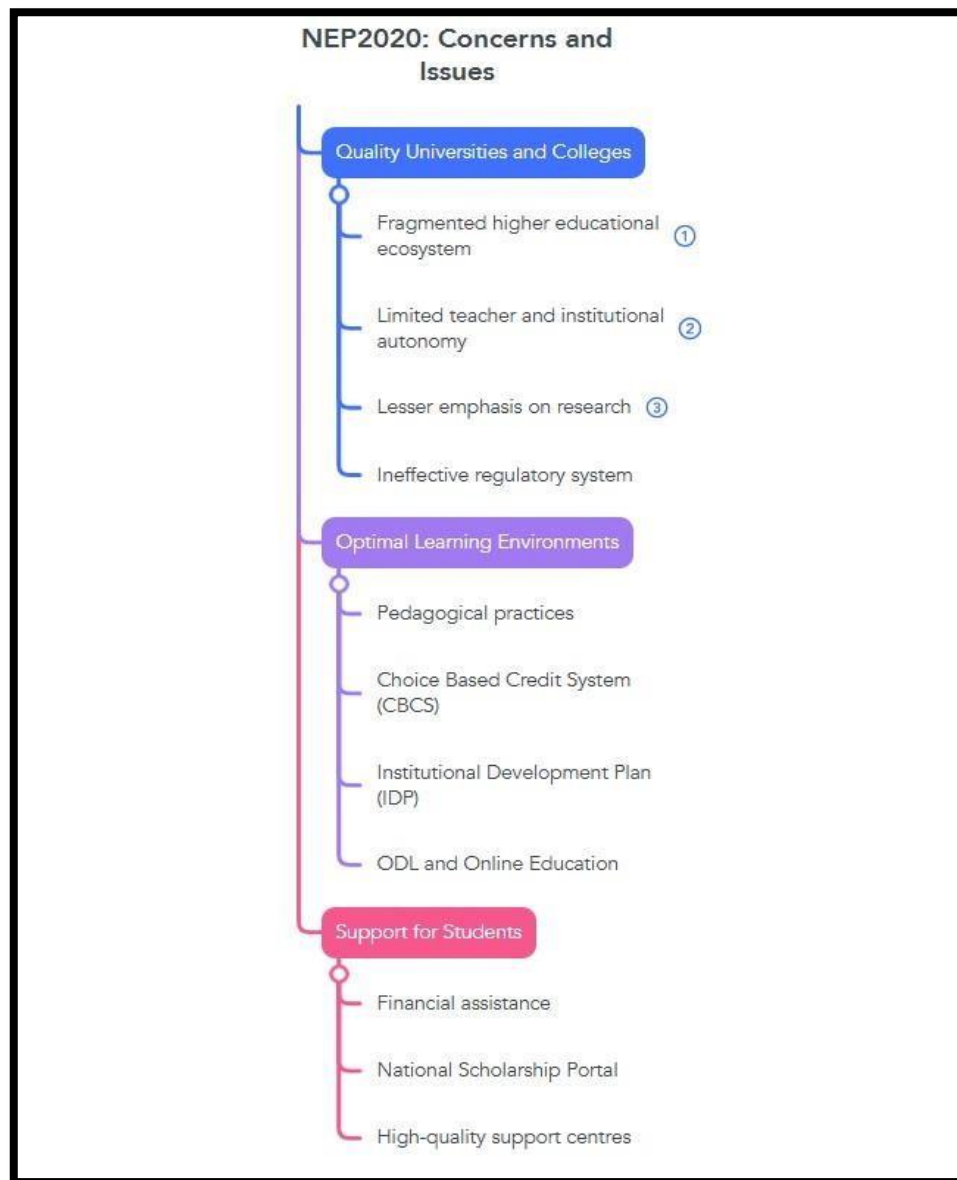 NEP2020: Concerns and
Issues
Quality Universities and Colleges
Fragmented higher educational
ecosystem
1
Limited teacher and institutional
autonomy
2
Lesser emphasis on research 3
Ineffective regulatory system
Optimal Learning Environments
Pedagogical practices
Choice Based Credit System
(CBCS)
Institutional Development Plan
(IDP)
ODL and Online Education
Support for Students
Financial assistance
National Scholarship Portal
High-quality support centres